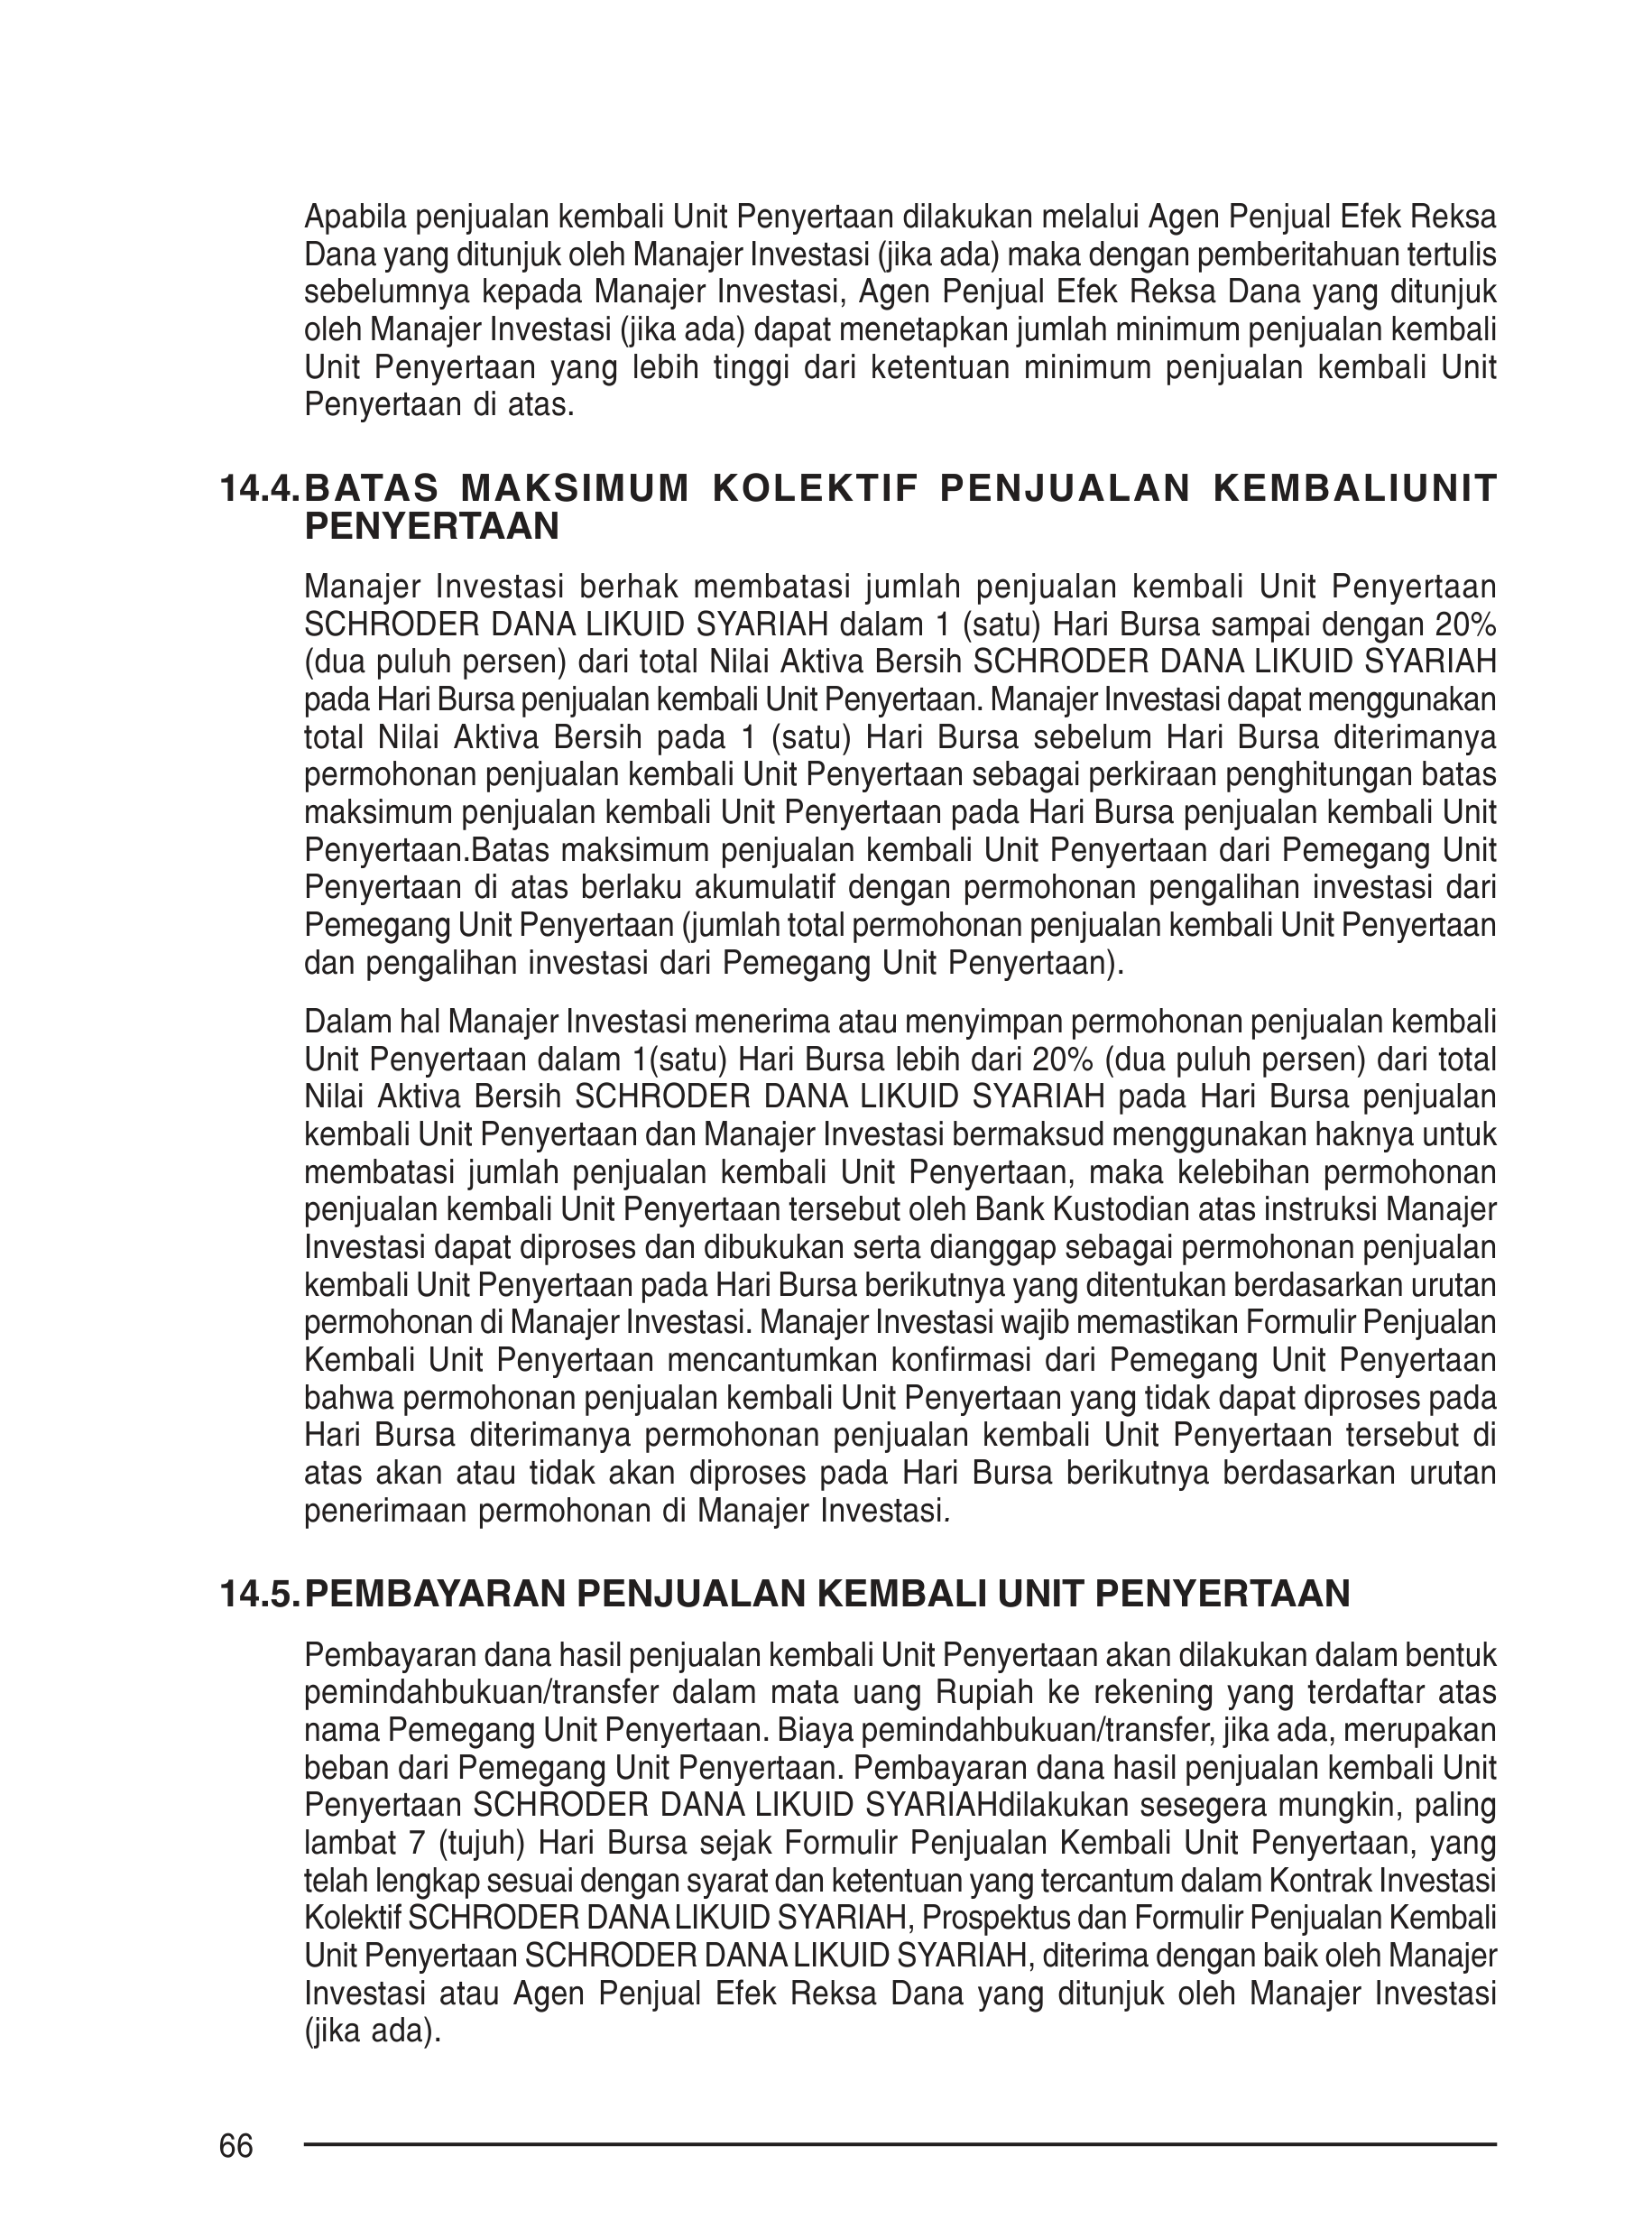 Apabila penjualan kembali Unit Penyertaan dilakukan melalui Agen Penjual Efek Reksa
Dana yang ditunjuk oleh Manajer Investasi (jika ada) maka dengan pemberitahuan tertulis
sebelumnya kepada Manajer Investasi, Agen Penjual Efek Reksa Dana yang ditunjuk
oleh Manajer Investasi (jika ada) dapat menetapkan jumlah minimum penjualan kembali
Unit Penyertaan yang lebih tinggi dari ketentuan minimum penjualan kembali Unit
Penyertaan di atas.
14.4. BATAS MAKSIMUM KOLEKTIF PENJUALAN KEMBALIUNIT
PENYERTAAN
Manajer Investasi berhak membatasi jumlah penjualan kembali Unit Penyertaan
SCHRODER DANA LIKUID SYARIAH dalam 1 (satu) Hari Bursa sampai dengan 20%
(dua puluh persen) dari total Nilai Aktiva Bersih SCHRODER DANA LIKUID SYARIAH
pada Hari Bursa penjualan kembali Unit Penyertaan. Manajer Investasi dapat menggunakan
total Nilai Aktiva Bersih pada 1 (satu) Hari Bursa sebelum Hari Bursa diterimanya
permohonan penjualan kembali Unit Penyertaan sebagai perkiraan penghitungan batas
maksimum penjualan kembali Unit Penyertaan pada Hari Bursa penjualan kembali Unit
Penyertaan.Batas maksimum penjualan kembali Unit Penyertaan dari Pemegang Unit
Penyertaan di atas berlaku akumulatif dengan permohonan pengalihan investasi dari
Pemegang Unit Penyertaan (jumlah total permohonan penjualan kembali Unit Penyertaan
dan pengalihan investasi dari Pemegang Unit Penyertaan).
Dalam hal Manajer Investasi menerima atau menyimpan permohonan penjualan kembali
Unit Penyertaan dalam 1(satu) Hari Bursa lebih dari 20% (dua puluh persen) dari total
Nilai Aktiva Bersih SCHRODER DANA LIKUID SYARIAH pada Hari Bursa penjualan
kembali Unit Penyertaan dan Manajer Investasi bermaksud menggunakan haknya untuk
membatasi jumlah penjualan kembali Unit Penyertaan, maka kelebihan permohonan
penjualan kembali Unit Penyertaan tersebut oleh Bank Kustodian atas instruksi Manajer
Investasi dapat diproses dan dibukukan serta dianggap sebagai permohonan penjualan
kembali Unit Penyertaan pada Hari Bursa berikutnya yang ditentukan berdasarkan urutan
permohonan di Manajer Investasi. Manajer Investasi wajib memastikan Formulir Penjualan
Kembali Unit Penyertaan mencantumkan konfirmasi dari Pemegang Unit Penyertaan
bahwa permohonan penjualan kembali Unit Penyertaan yang tidak dapat diproses pada
Hari Bursa diterimanya permohonan penjualan kembali Unit Penyertaan tersebut di
atas akan atau tidak akan diproses pada Hari Bursa berikutnya berdasarkan urutan
penerimaan permohonan di Manajer Investasi.
14.5. PEMBAYARAN PENJUALAN KEMBALI UNIT PENYERTAAN
Pembayaran dana hasil penjualan kembali Unit Penyertaan akan dilakukan dalam bentuk
pemindahbukuan/transfer dalam mata uang Rupiah ke rekening yang terdaftar atas
nama Pemegang Unit Penyertaan. Biaya pemindahbukuan/transfer, jika ada, merupakan
beban dari Pemegang Unit Penyertaan. Pembayaran dana hasil penjualan kembali Unit
Penyertaan SCHRODER DANA LIKUID SYARIAHdilakukan sesegera mungkin, paling
lambat 7 (tujuh) Hari Bursa sejak Formulir Penjualan Kembali Unit Penyertaan, yang
telah lengkap sesuai dengan syarat dan ketentuan yang tercantum dalam Kontrak Investasi
Kolektif SCHRODER DANA LIKUID SYARIAH, Prospektus dan Formulir Penjualan Kembali
Unit Penyertaan SCHRODER DANA LIKUID SYARIAH, diterima dengan baik oleh Manajer
Investasi atau Agen Penjual Efek Reksa Dana yang ditunjuk oleh Manajer Investasi
(jika ada).
66